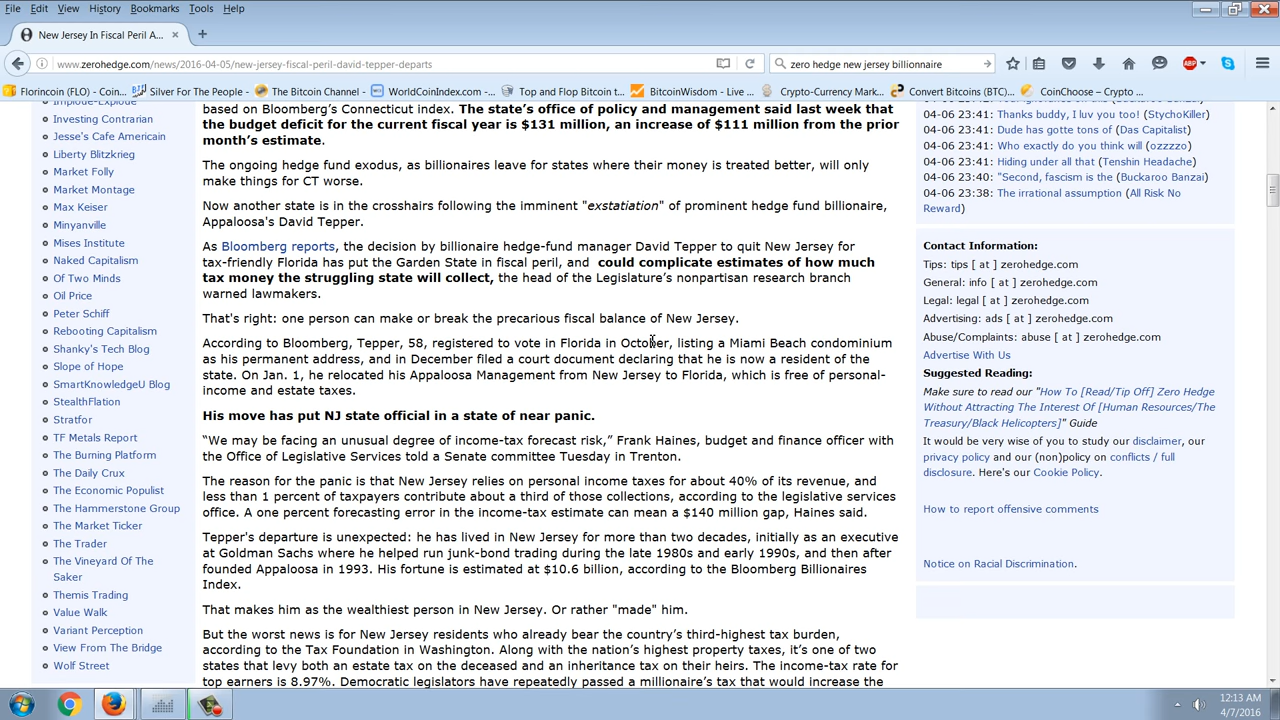 File Edit View History Bookmarks Tools Help
New Jersey In Fiscal Peril A...
www.zerohedge.com/news/2016-04-05/new-jersey-fiscal-peril-david-tepper-departs
zero hedge new jersey billionnaire
ABP
Florincoin (FLO) - Coin... Silver For The People - The Bitcoin Channel - WorldCoinIndex.com - ... Top and Flop Bitcoin t... BitcoinWisdom - Live ... Crypto-Currency Mark... Convert Bitcoins (BTC)... CoinChoose – Crypto ...
Implode-Explode
Investing Contrarian
Jesse's Cafe American
Liberty Blitzkrieg
Market Folly
Market Montage
Max Keiser
Minyanville
Mises Institute
Naked Capitalism
Of Two Minds
Oil Price
Peter Schiff
Rebooting Capitalism
Shanky's Tech Blog
Slope of Hope
SmartKnowledgeU Blog
StealthFlation
Stratfor
TF Metals Report
The Burning Platform
The Daily Crux
The Economic Populist
The Hammerstone Group
The Market Ticker
The Trader
The Vineyard Of The
Saker
Themis Trading
Value Walk
Variant Perception
View From The Bridge
Wolf Street
based on Bloomberg's Connecticut index. The state's office of policy and management said last week that
the budget deficit for the current fiscal year is $131 million, an increase of $111 million from the prior
month's estimate.
The ongoing hedge fund exodus, as billionaires leave for states where their money is treated better, will only
make things for CT worse.
Now another state is in the crosshairs following the imminent "exstatiation" of prominent hedge fund billionaire,
Appaloosa's David Tepper.
As Bloomberg reports, the decision by billionaire hedge-fund manager David Tepper to quit New Jersey for
tax-friendly Florida has put the Garden State in fiscal peril, and could complicate estimates of how much
tax money the struggling state will collect, the head of the Legislature's nonpartisan research branch
warned lawmakers.
That's right: one person can make or break the precarious fiscal balance of New Jersey.
According to Bloomberg, Tepper, 58, registered to vote in Florida in October, listing a Miami Beach condominium
as his permanent address, and in December filed a court document declaring that he is now a resident of the
state. On Jan. 1, he relocated his Appaloosa Management from New Jersey to Florida, which is free of personal-
income and estate taxes.
His move has put NJ state official in a state of near panic.
“We may be facing an unusual degree of income-tax forecast risk,” Frank Haines, budget and finance officer with
the Office of Legislative Services told a Senate committee Tuesday in Trenton.
The reason for the panic is that New Jersey relies on personal income taxes for about 40% of its revenue, and
less than 1 percent of taxpayers contribute about a third of those collections, according to the legislative services
office. A one percent forecasting error in the income-tax estimate can mean a $140 million gap, Haines said.
Tepper's departure is unexpected: he has lived in New Jersey for more than two decades, initially as an executive
at Goldman Sachs where he helped run junk-bond trading during the late 1980s and early 1990s, and then after
founded Appaloosa in 1993. His fortune is estimated at $10.6 billion, according to the Bloomberg Billionaires
Index.
That makes him as the wealthiest person in New Jersey. Or rather "made" him.
But the worst news is for New Jersey residents who already bear the country’s third-highest tax burden,
according to the Tax Foundation in Washington. Along with the nation’s highest property taxes, it’s one of two
states that levy both an estate tax on the deceased and an inheritance tax on their heirs. The income-tax rate for
top earners is 8.97%. Democratic legislators have repeatedly passed a millionaire’s tax that would increase the
04-06 23:41: Thanks buddy, I luv you too! (StychoKiller)
04-06 23:41: Dude has gotte tons of (Das Capitalist)
04-06 23:41: Who exactly do you think will (ozzzzo)
04-06 23:41: Hiding under all that (Tenshin Headache)
04-06 23:40: "Second, fascism is the (Buckaroo Banzai)
04-06 23:38: The irrational assumption (All Risk No
Reward)
Contact Information:
Tips: tips [ at ] zerohedge.com
General: info [ at ] zerohedge.com
Legal: legal [ at ] zerohedge.com
Advertising: ads [ at ] zerohedge.com
Abuse/Complaints: abuse [ at ] zerohedge.com
Advertise With Us
Suggested Reading:
Make sure to read our "How To [Read/Tip Off] Zero Hedge
Without Attracting The Interest Of [Human Resources/The
Treasury/Black Helicopters]" Guide
It would be very wise of you to study our disclaimer, our
privacy policy and our (non)policy on conflicts / full
disclosure. Here's our Cookie Policy.
How to report offensive comments
Notice on Racial Discrimination.
12:13 AM
4/7/2016